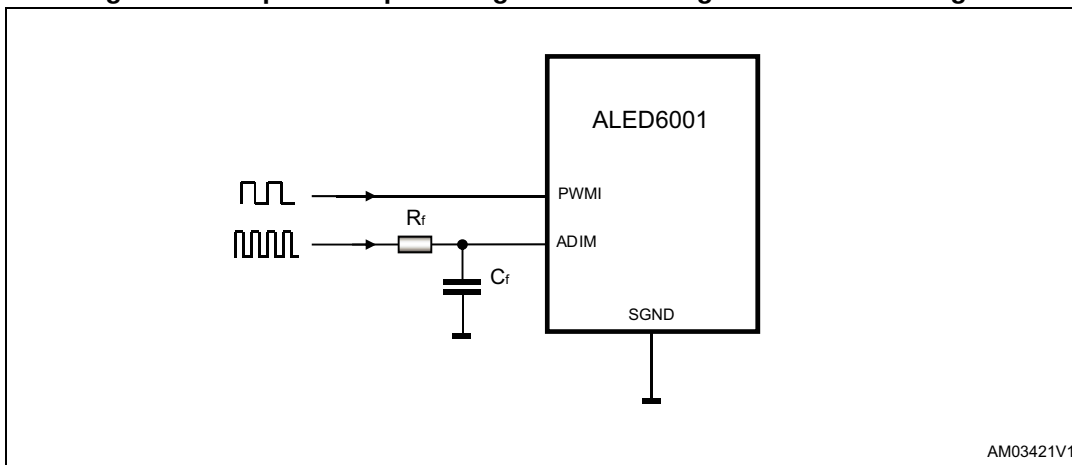 ALED6001
PWMI
Rf
ADIM
Cf
SGND
AM03421V1